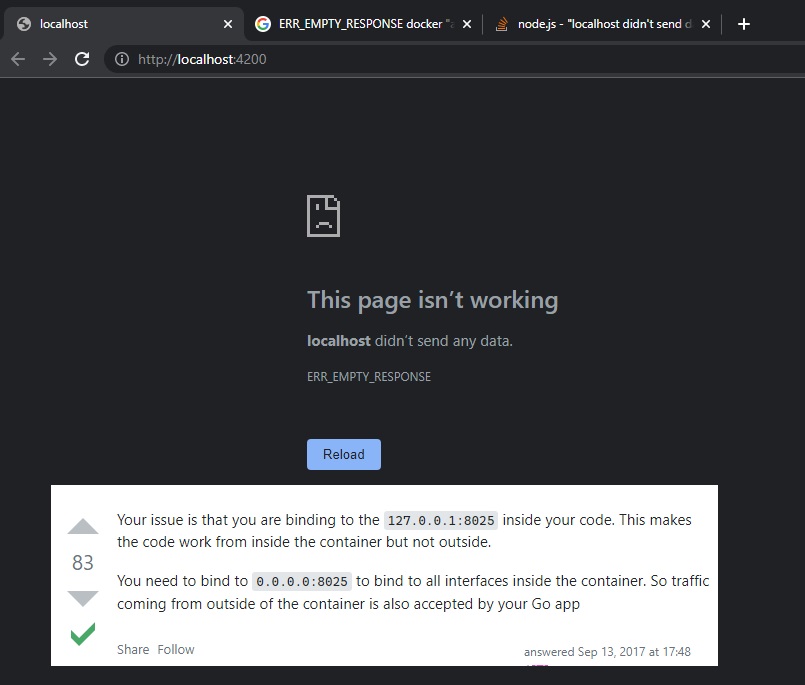 localhost
ERR_EMPTY_RESPONSE docker "a
node.js - "localhost didn't send d
http://localhost:4200
This page isn’t working
localhost didn’t send any data.
ERR_EMPTY_RESPONSE
Reload
Your issue is that you are binding to the 127.0.0.1:8025 inside your code. This makes
the code work from inside the container but not outside.
83
You need to bind to 0.0.0.0:8025 to bind to all interfaces inside the container. So traffic
coming from outside of the container is also accepted by your Go app
Share Follow
answered Sep 13, 2017 at 17:48